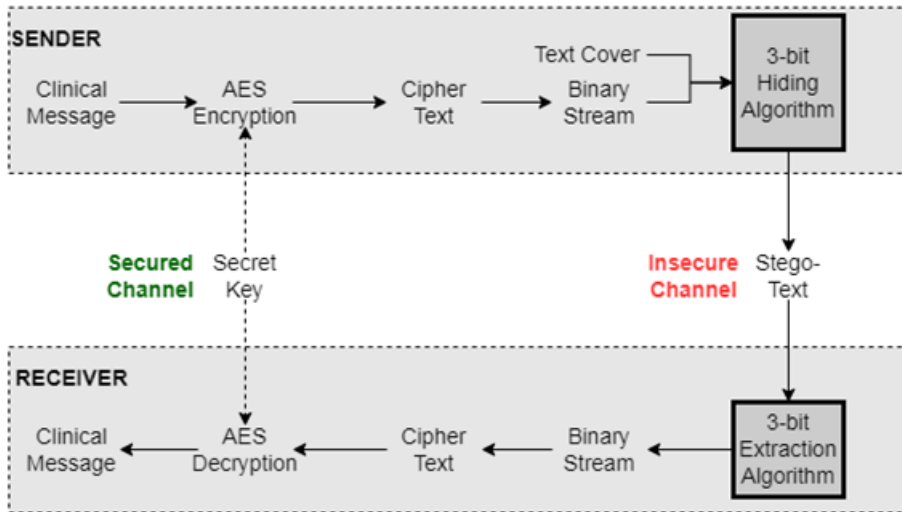 SENDER
Clinical
Message
AES
Encryption
Cipher
Text
Text Cover
Binary
Stream
3-bit
Hiding
Algorithm
Secured
Channel
Secret
Key
Insecure
Channel
Stego-
Text
RECEIVER
Clinical
Message
AES
Decryption
Cipher
Text
Binary
Stream
3-bit
Extraction
Algorithm